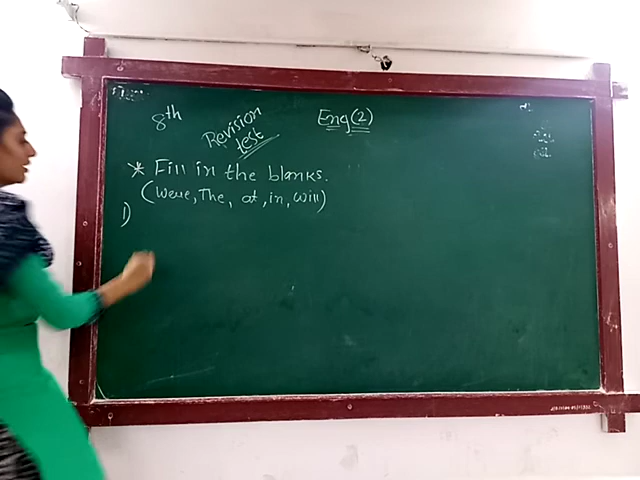 8th
Revision
test
Eng(2)
* Fill in the blanks.
(Were, The, at, in, Will)
1)